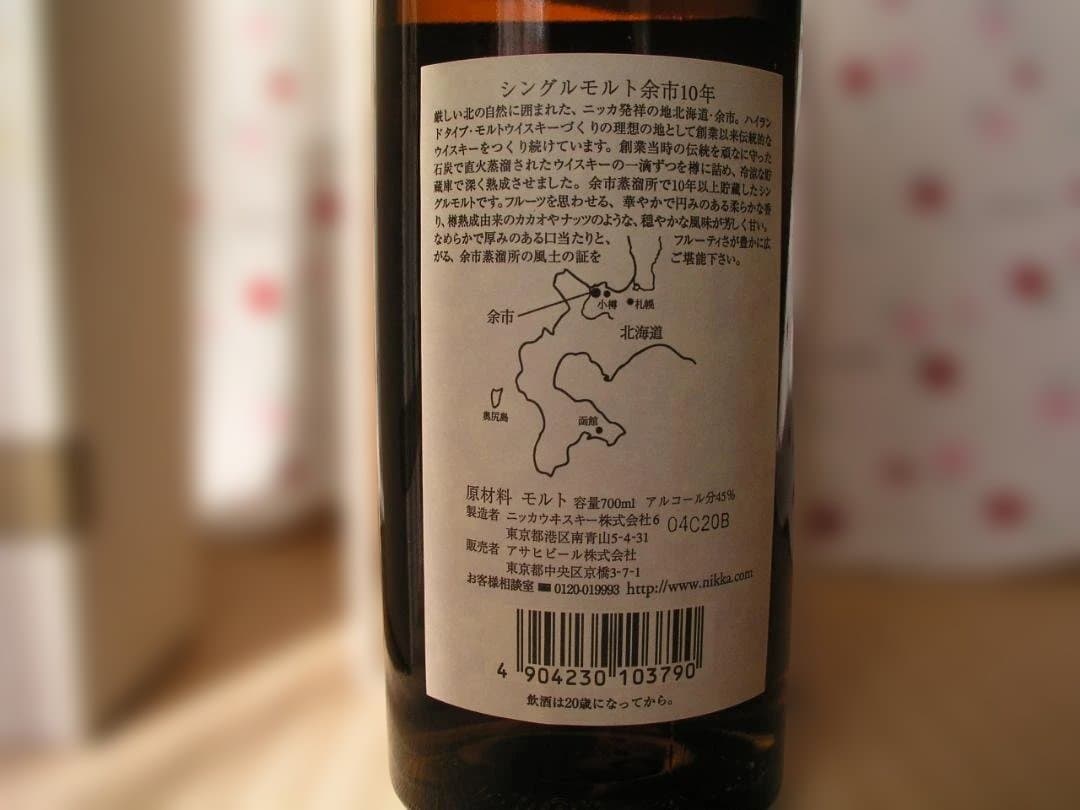 シングルモルト余市10年
厳しい北の自然に囲まれた、ニッカ発祥の地北海道·余市。ハイラン
ドタイプ·モルトウイスキーづくりの理想の地として創業以来伝統的な
ウイスキーをつくり続けています。創業当時の伝統を頑なに守った
石炭で直火蒸溜されたウイスキーの一滴ずつを樽に詰め、冷涼な貯
蔵庫で深く熟成させました。余市蒸溜所で10年以上貯蔵したシン
グルモルトです。フルーツを思わせる、華やかで円みのある柔らかな香
り、樽熟成由来のカカオやナッツのような、穏やかな風味が芳しく甘い。
なめらかで厚みのある口当たりと、フルーティさが豊かに広
がる、余市蒸溜所の風土の証をご堪能下さい。
小樽
札幌
余市
北海道
奥尻島
函館
原材料 モルト 容量700ml アルコール分45%
製造者 ニッカウヰスキー株式会社6 04C20B
東京都港区南青山5-4-31
販売者 アサヒビール株式会社
東京都中央区京橋3-7-1
お客様相談室 0120-019993 http://www.nikka.com
4 904230 103790
飲酒は20歳になってから。